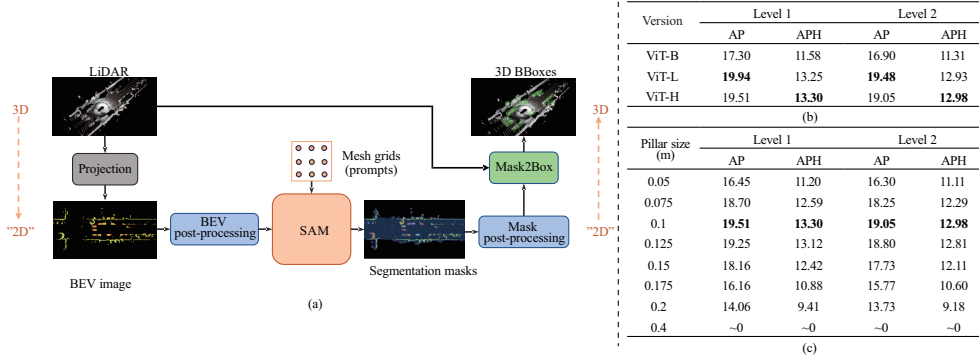 LiDAR
3D BBoxes
3D
3D
Projection
Mesh grids
(prompts)
Mask2Box
"2D"
BEV
post-processing
SAM
Mask
post-processing
"2D"
Segmentation masks
BEV image
(a)
Version Level 1 Level 2
AP APH AP APH
ViT-B 17.30 11.58 16.90 11.31
ViT-L 19.94 13.25 19.48 12.93
ViT-H 19.51 13.30 19.05 12.98
(b)
Pillar size
(m)
Level 1 Level 2
AP APH AP APH
0.05 16.45 11.20 16.30 11.11
0.075 18.70 12.59 18.25 12.29
0.1 19.51 13.30 19.05 12.98
0.125 19.25 13.12 18.80 12.81
0.15 18.16 12.42 17.73 12.11
0.175 16.16 10.88 15.77 10.60
0.2 14.06 9.41 13.73 9.18
0.4 ~0 ~0 ~0 ~0
(c)